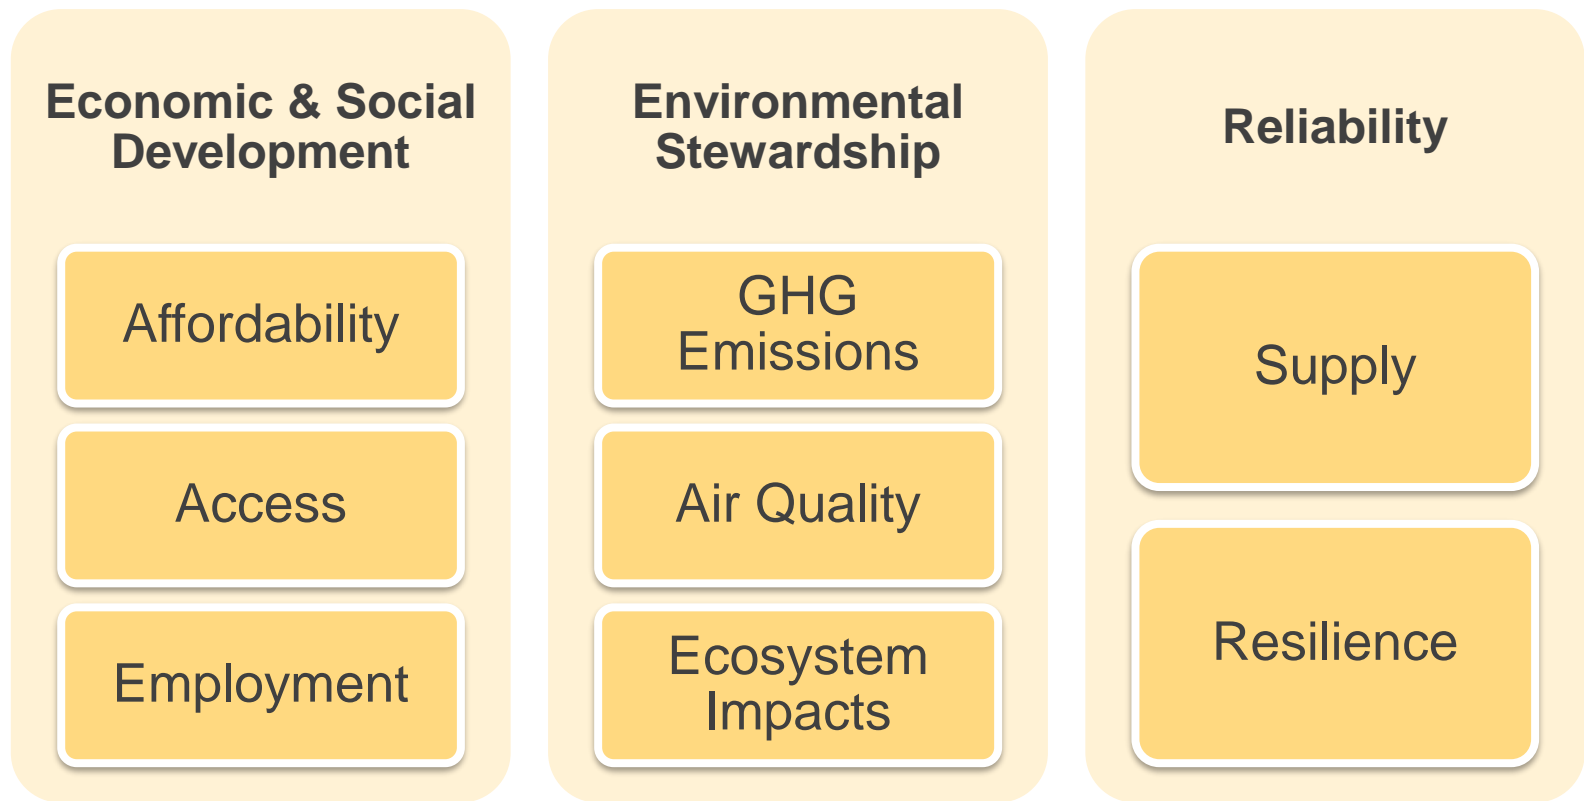 Economic & Social
Development
Affordability
Access
Employment
Environmental
Stewardship
GHG
Emissions
Air Quality
Ecosystem
Impacts
Reliability
Supply
Resilience